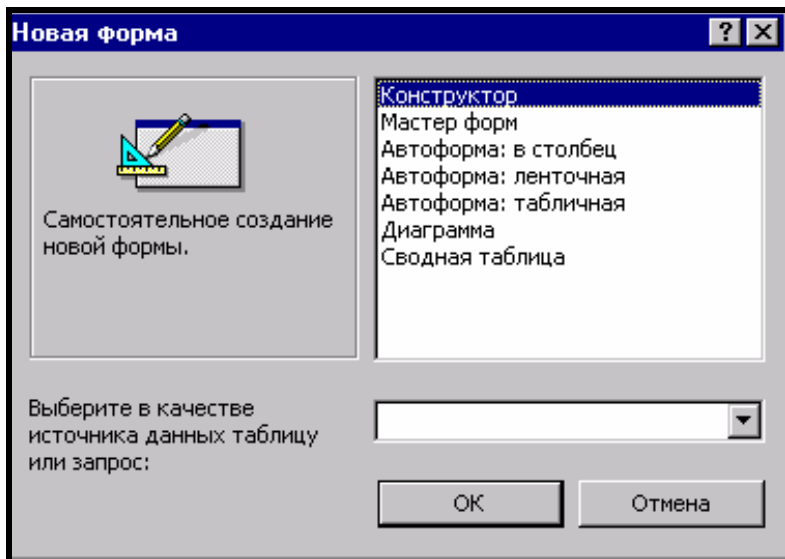 Новая форма
Самостоятельное создание
новой формы.
Конструктор
Мастер форм
Автоформа: в столбец
Автоформа: ленточная
Автоформа: табличная
Диаграмма
Сводная таблица
Выберите в качестве
источника данных таблицу
или запрос:
ОК
Отмена